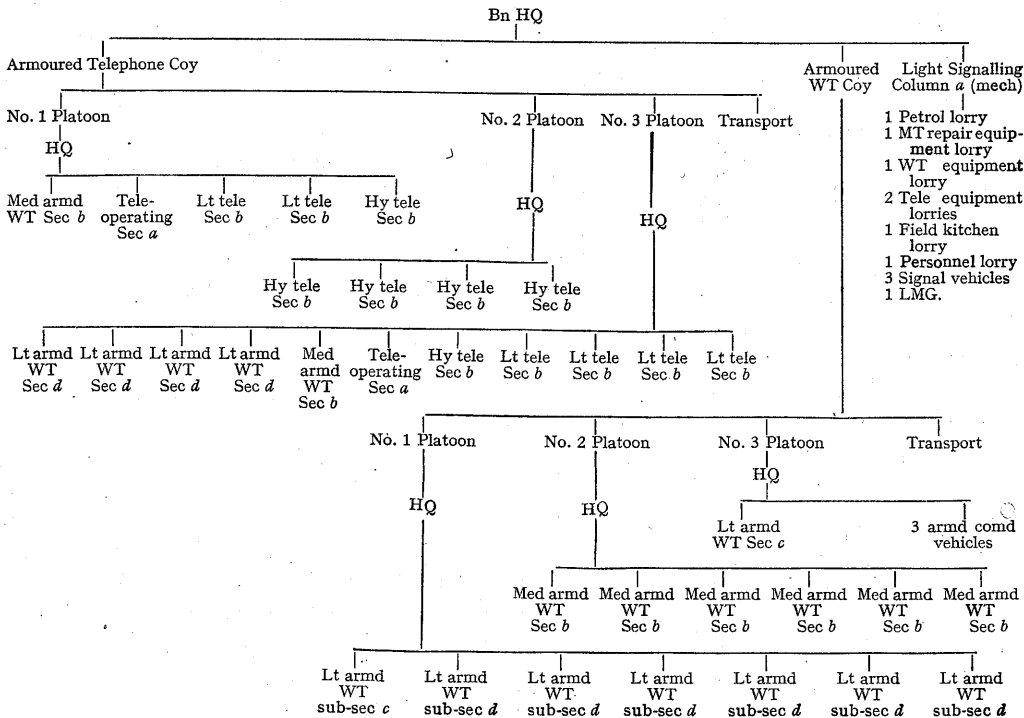 Bn HQ
Armoured Telephone Coy
Armoured
WT Coy
Light Signalling
Column a (mech)
1 Petrol lorry
1 MT repair equip-
ment lorry
1 WT equipment
lorry
2 Tele equipment
lorries
1 Field kitchen
lorry
1 Personnel lorry
3 Signal vehicles
1 LMG.
No. 1 Platoon
No. 2 Platoon
No. 3 Platoon
Transport
HQ
Med armd
WT Sec b
Tele-
operating
Sec a
Lt tele
Sec b
Lt tele
Sec b
Hy tele
Sec b
HQ
HQ
Hy tele
Sec b
Hy tele
Sec b
Hy tele
Sec b
Hy tele
Sec b
Lt armd
WT
Sec d
Lt armd
WT
Sec d
Lt armd
WT
Sec d
Lt armd
WT
Sec d
Med
armd
WT
Sec b
Tele-
operating
Sec a
Hy tele
Sec b
Lt tele
Sec b
Lt tele
Sec b
Lt tele
Sec b
Lt tele
Sec b
No. 1 Platoon
No. 2 Platoon
No. 3 Platoon
Transport
HQ
HQ
HQ
Lt armd
WT Sec c
3 armd comd
vehicles
Med armd
WT
Sec b
Med armd
WT
Sec b
Med armd
WT
Sec b
Med armd
WT
Sec b
Med armd
WT
Sec b
Med armd
WT
Sec b
Lt armd
WT
sub-sec c
Lt armd
WT
sub-sec d
Lt armd
WT
sub-sec d
Lt armd
WT
sub-sec d
Lt armd
WT
sub-sec d
Lt armd
WT
sub-sec d
Lt armd
WT
sub-sec d